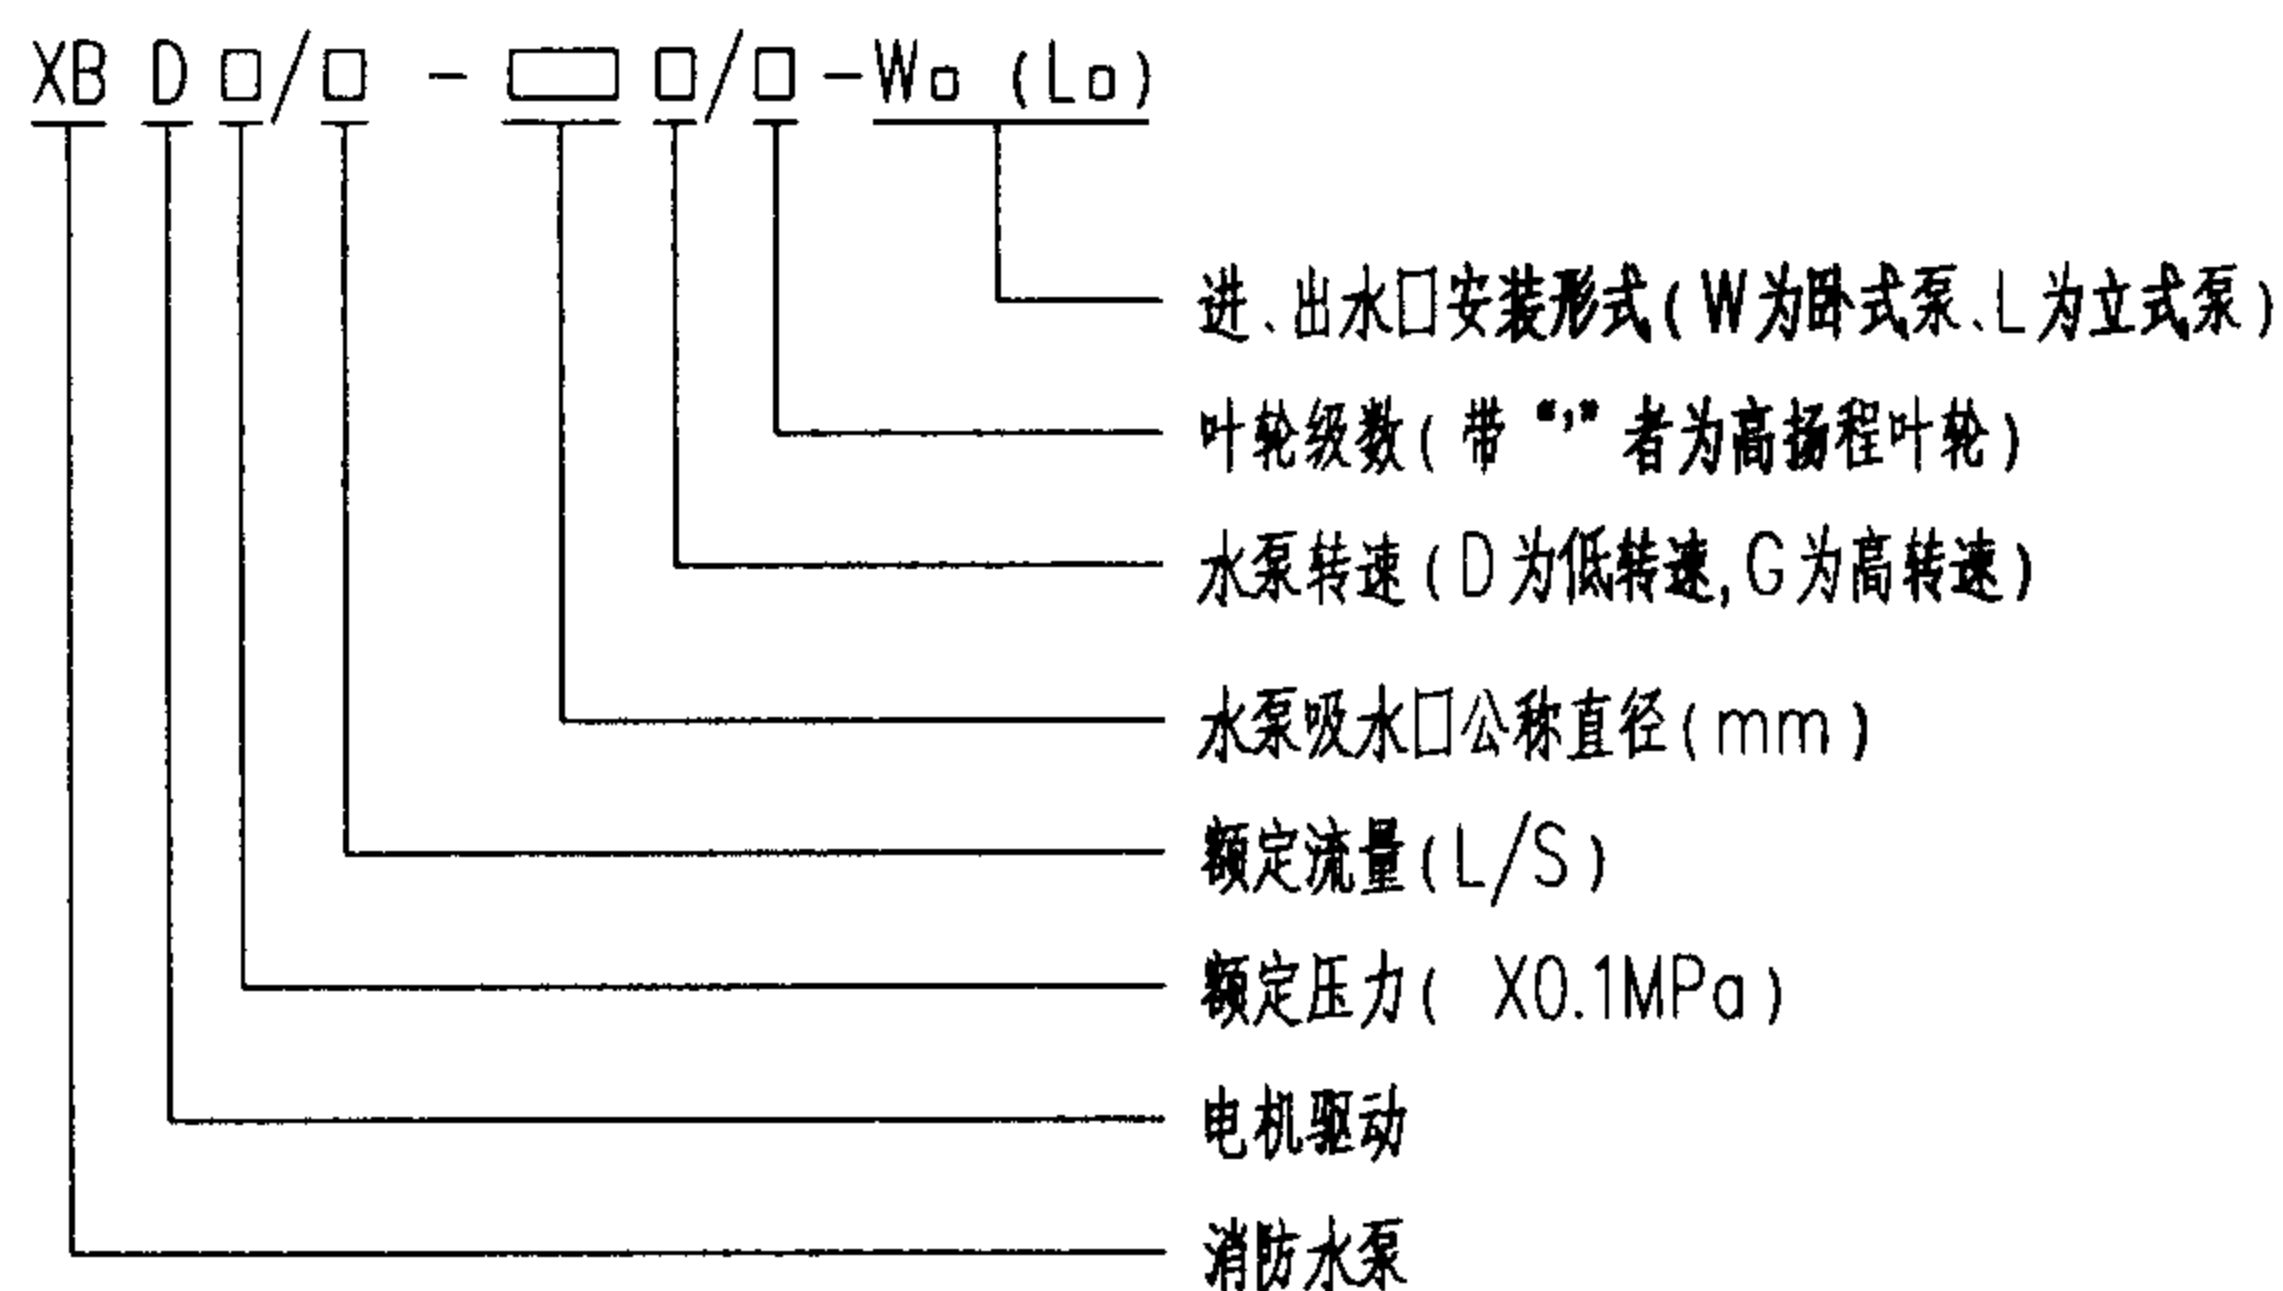 XB D □/□ - □ □/□ -W□ (L□)
进、出水口安装形式(W为卧式泵、L为立式泵)
叶轮级数(带“’”者为高扬程叶轮)
水泵转速(D为低转速,G为高转速)
水泵吸水口公称直径(mm)
额定流量(L/S)
额定压力( X0.1MPa)
电机驱动
消防水泵